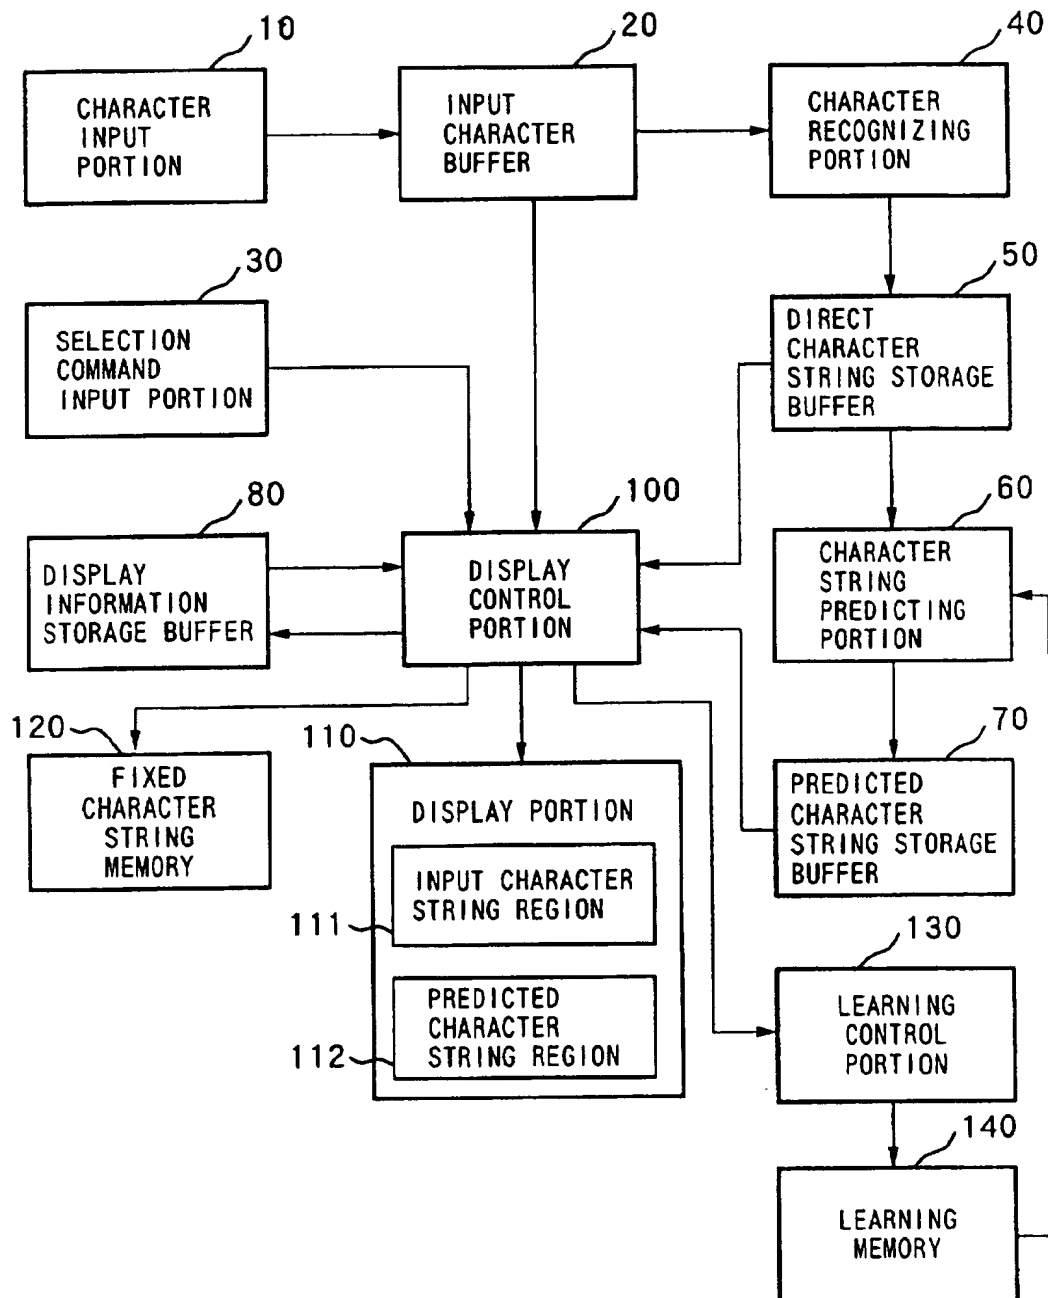 10
CHARACTER
INPUT
PORTION
20
INPUT
CHARACTER
BUFFER
40
CHARACTER
RECOGNIZING
PORTION
30
SELECTION
COMMAND
INPUT PORTION
50
DIRECT
CHARACTER
STRING STORAGE
BUFFER
80
DISPLAY
INFORMATION
STORAGE BUFFER
100
DISPLAY
CONTROL
PORTION
60
CHARACTER
STRING
PREDICTING
PORTION
120
FIXED
CHARACTER
STRING
MEMORY
110
DISPLAY PORTION
111
INPUT CHARACTER
STRING REGION
112
PREDICTED
CHARACTER
STRING REGION
70
PREDICTED
CHARACTER
STRING STORAGE
BUFFER
130
LEARNING
CONTROL
PORTION
140
LEARNING
MEMORY